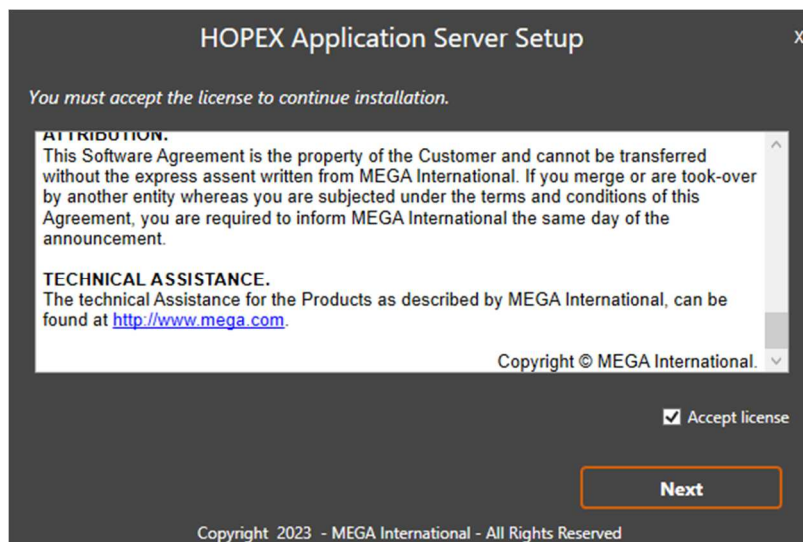 HOPEX Application Server Setup
X
You must accept the license to continue installation.
ATTRIBUTION.
This Software Agreement is the property of the Customer and cannot be transferred
without the express assent written from MEGA International. If you merge or are took-over
by another entity whereas you are subjected under the terms and conditions of this
Agreement, you are required to inform MEGA International the same day of the
announcement.
TECHNICAL ASSISTANCE.
The technical Assistance for the Products as described by MEGA International, can be
found at http://www.mega.com.
Copyright © MEGA International.
Accept license
Next
Copyright 2023 - MEGA International - All Rights Reserved